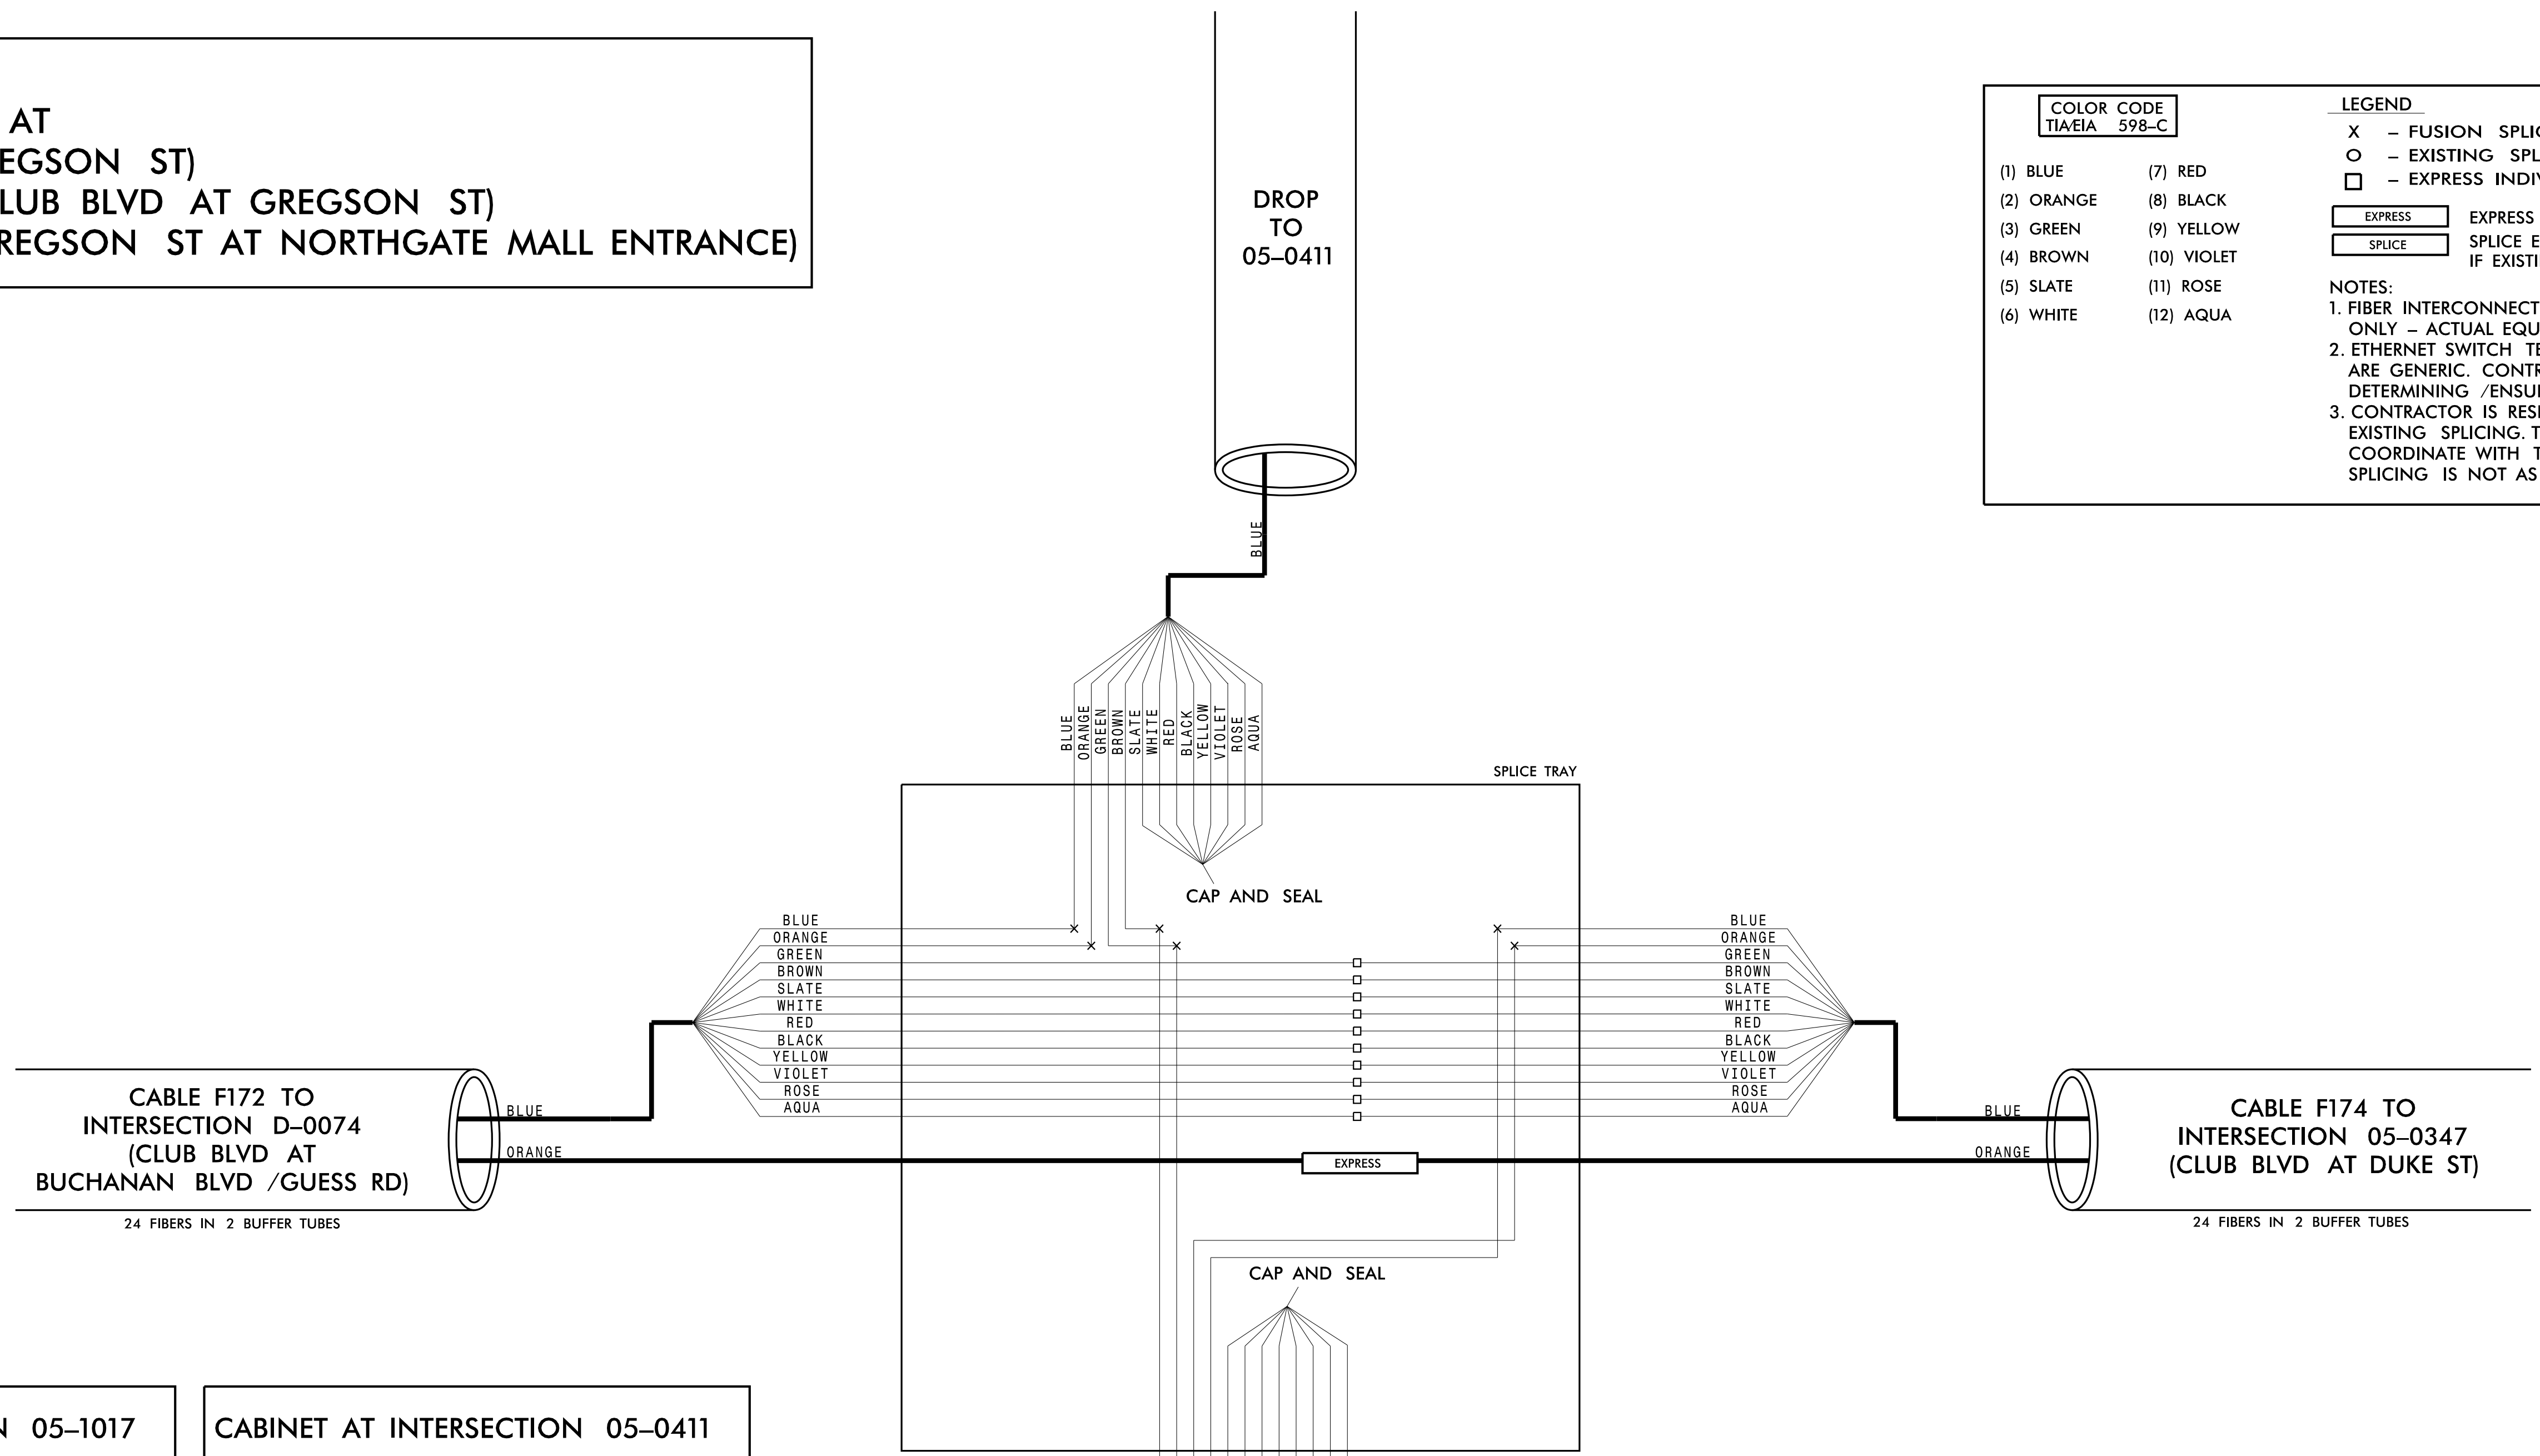 AT
EGSON ST)
LUB BLVD AT GREGSON ST)
REGSON ST AT NORTHGATE MALL ENTRANCE)
DROP
TO
05-0411
COLOR CODE
TIA/EIA 598-C
(1) BLUE
(2) ORANGE
(3) GREEN
(4) BROWN
(5) SLATE
(6) WHITE
(7) RED
(8) BLACK
(9) YELLOW
(10) VIOLET
(11) ROSE
(12) AQUA
LEGEND
X - FUSION SPLI
O - EXISTING SPL
- EXPRESS INDI
EXPRESS EXPRESS
SPLICE SPLICE E
IF EXISTI
NOTES:
1. FIBER INTERCONNECT
ONLY - ACTUAL EQU
2. ETHERNET SWITCH TE
ARE GENERIC. CONTR
DETERMINING /ENSU
3. CONTRACTOR IS RES
EXISTING SPLICING. T
COORDINATE WITH T
SPLICING IS NOT AS
BLUE
BLUE
ORANGE
GREEN
BROWN
SLATE
WHITE
RED
BLACK
YELLOW
VIOLET
ROSE
AQUA
SPLICE TRAY
CAP AND SEAL
BLUE
ORANGE
GREEN
BROWN
SLATE
WHITE
RED
BLACK
YELLOW
VIOLET
ROSE
AQUA
BLUE
ORANGE
GREEN
BROWN
SLATE
WHITE
RED
BLACK
YELLOW
VIOLET
ROSE
AQUA
CABLE F172 TO
INTERSECTION D-0074
(CLUB BLVD AT
BUCHANAN BLVD /GUESS RD)
24 FIBERS IN 2 BUFFER TUBES
BLUE
ORANGE
EXPRESS
BLUE
ORANGE
CABLE F174 TO
INTERSECTION 05-0347
(CLUB BLVD AT DUKE ST)
24 FIBERS IN 2 BUFFER TUBES
CAP AND SEAL
N 05-1017
CABINET AT INTERSECTION 05-0411